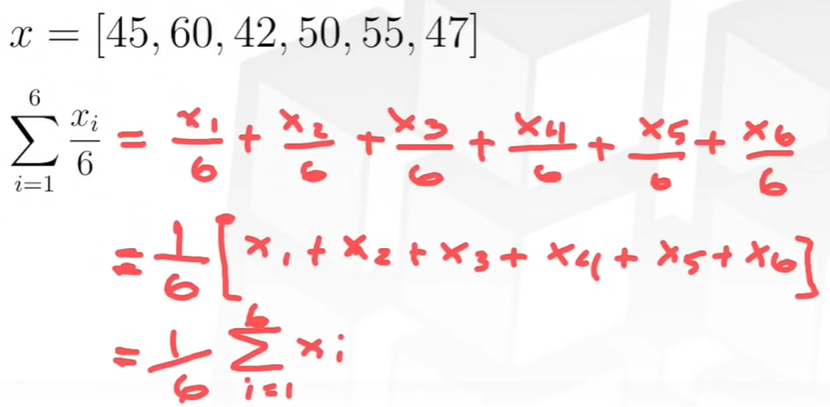 x = [45, 60, 42, 50, 55, 47]
\sum_{i=1}^{6} \frac{x_i}{6} = \frac{x_1}{6} + \frac{x_2}{6} + \frac{x_3}{6} + \frac{x_4}{6} + \frac{x_5}{6} + \frac{x_6}{6}
= \frac{1}{6} [x_1 + x_2 + x_3 + x_4 + x_5 + x_6]
= \frac{1}{6} \sum_{i=1}^{6} x_i